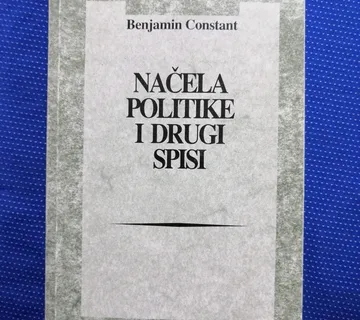 Benjamin Constant
NAČELA
POLITIKE
I DRUGI
SPISI